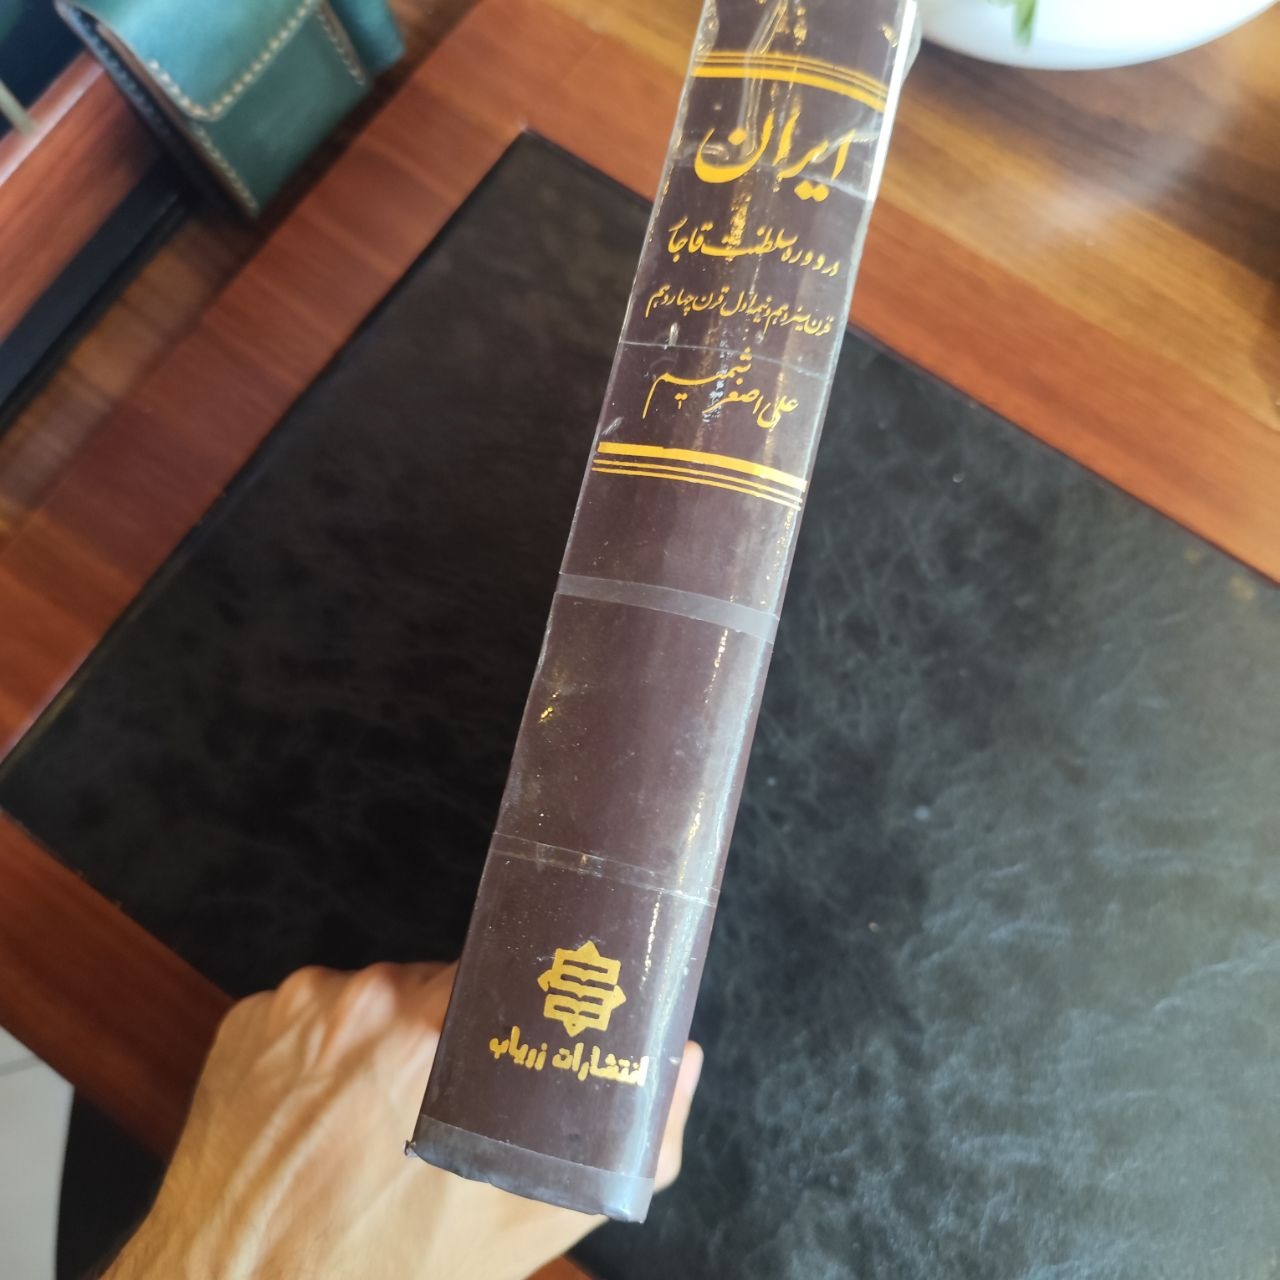 ایران
در دوره سلطنت قاجار
قرن سیزدهم و نیمه اول قرن چهاردهم
علی اصغر شمیم
انتشارات زریاب